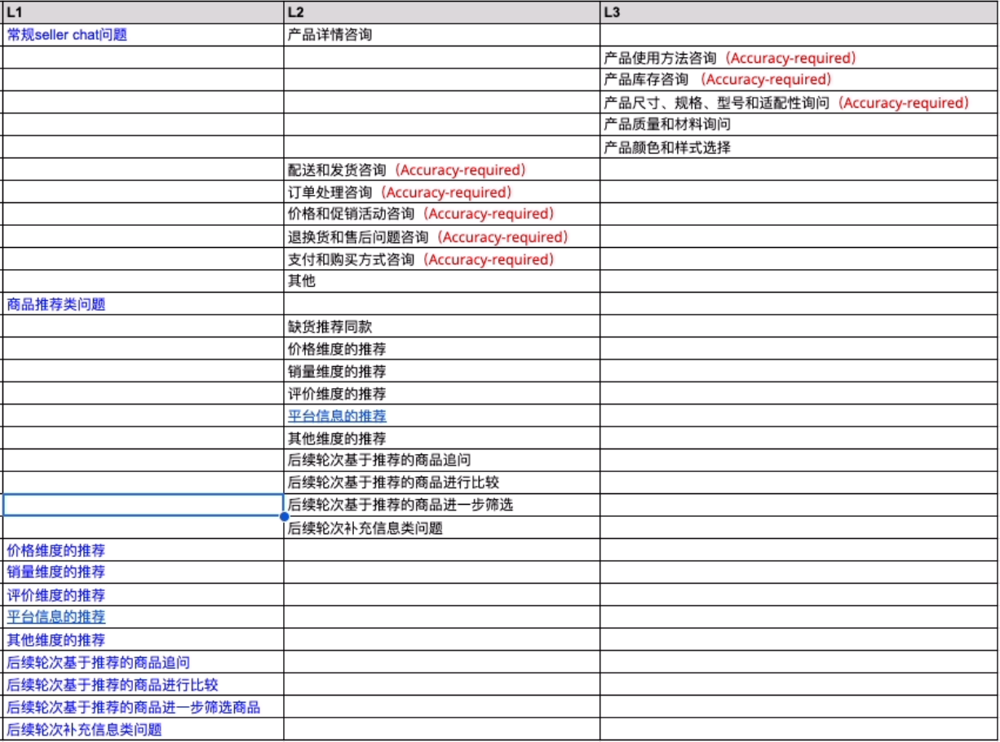 L1 L2 L3
常规seller chat问题 产品详情咨询
产品使用方法咨询（Accuracy-required）
产品库存咨询 （Accuracy-required）
产品尺寸、规格、型号和适配性询问（Accuracy-required）
产品质量和材料询问
产品颜色和样式选择
配送和发货咨询（Accuracy-required）
订单处理咨询（Accuracy-required）
价格和促销活动咨询（Accuracy-required）
退换货和售后问题咨询（Accuracy-required）
支付和购买方式咨询（Accuracy-required）
其他
商品推荐类问题
缺货推荐同款
价格维度的推荐
销量维度的推荐
评价维度的推荐
平台信息的推荐
其他维度的推荐
后续轮次基于推荐的商品追问
后续轮次基于推荐的商品进行比较
后续轮次基于推荐的商品进一步筛选
后续轮次补充信息类问题
价格维度的推荐
销量维度的推荐
评价维度的推荐
平台信息的推荐
其他维度的推荐
后续轮次基于推荐的商品追问
后续轮次基于推荐的商品进行比较
后续轮次基于推荐的商品进一步筛选商品
后续轮次补充信息类问题